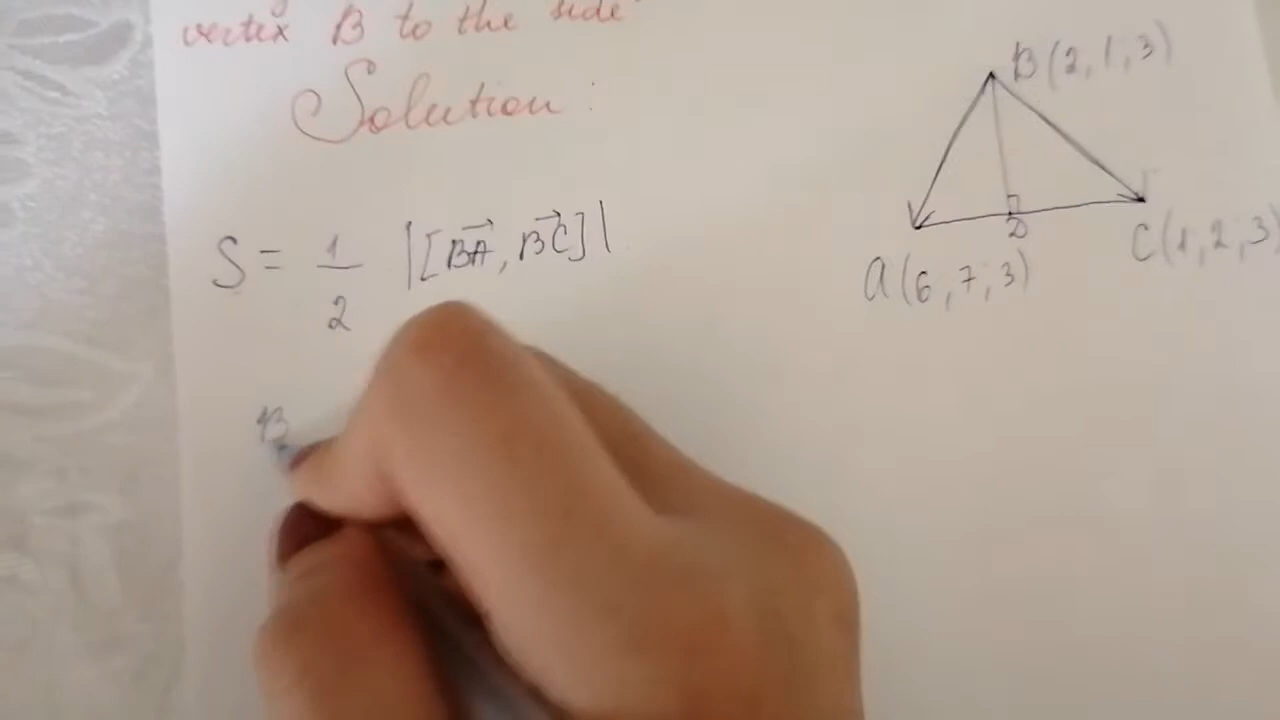 vertex B to the side
Solution:
B(2,1,3)
S = 1/2 |[BA, BC]|
D
C(1,2,3)
A(6,7,3)
B